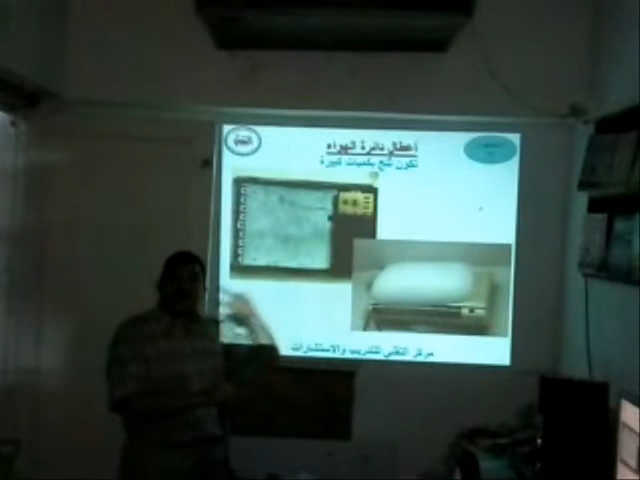 أعطال دائرة الهواء
تكون ثلج بكميات كبيرة
مركز التقني للتدريب والاستشارات